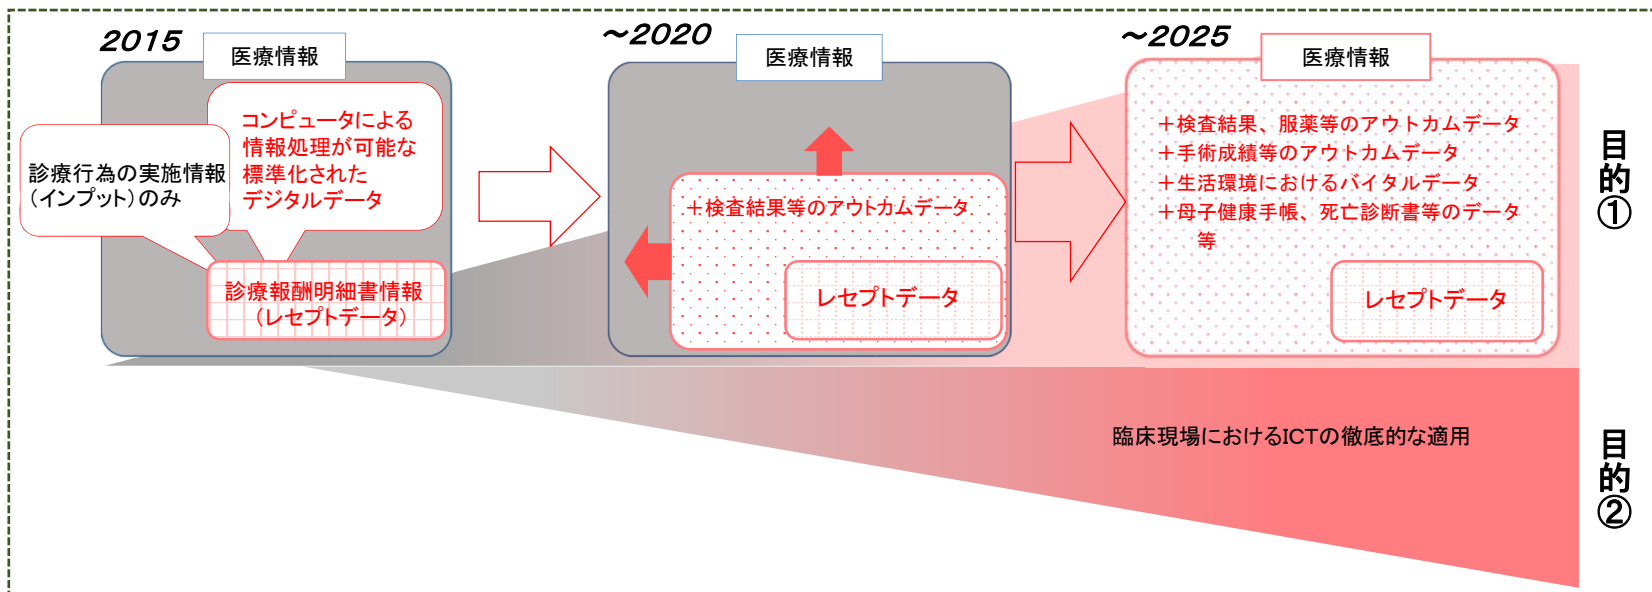 2015
医療情報
コンピュータによる
情報処理が可能な
標準化された
デジタルデータ
診療行為の実施情報
(インプット)のみ
診療報酬明細書情報
(レセプトデータ)
～2020
医療情報
＋検査結果等のアウトカムデータ
レセプトデータ
～2025
医療情報
＋検査結果、服薬等のアウトカムデータ
＋手術成績等のアウトカムデータ
＋生活環境におけるバイタルデータ
＋母子健康手帳、死亡診断書等のデータ
等
レセプトデータ
目的①
臨床現場におけるICTの徹底的な適用
目的②